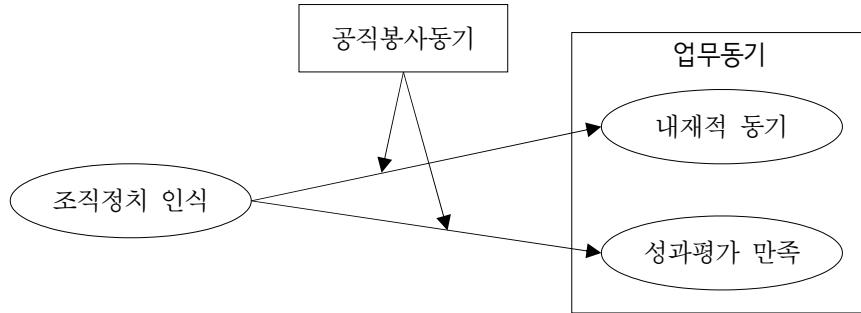 공직봉사동기
업무동기
내재적 동기
조직정치 인식
성과평가 만족